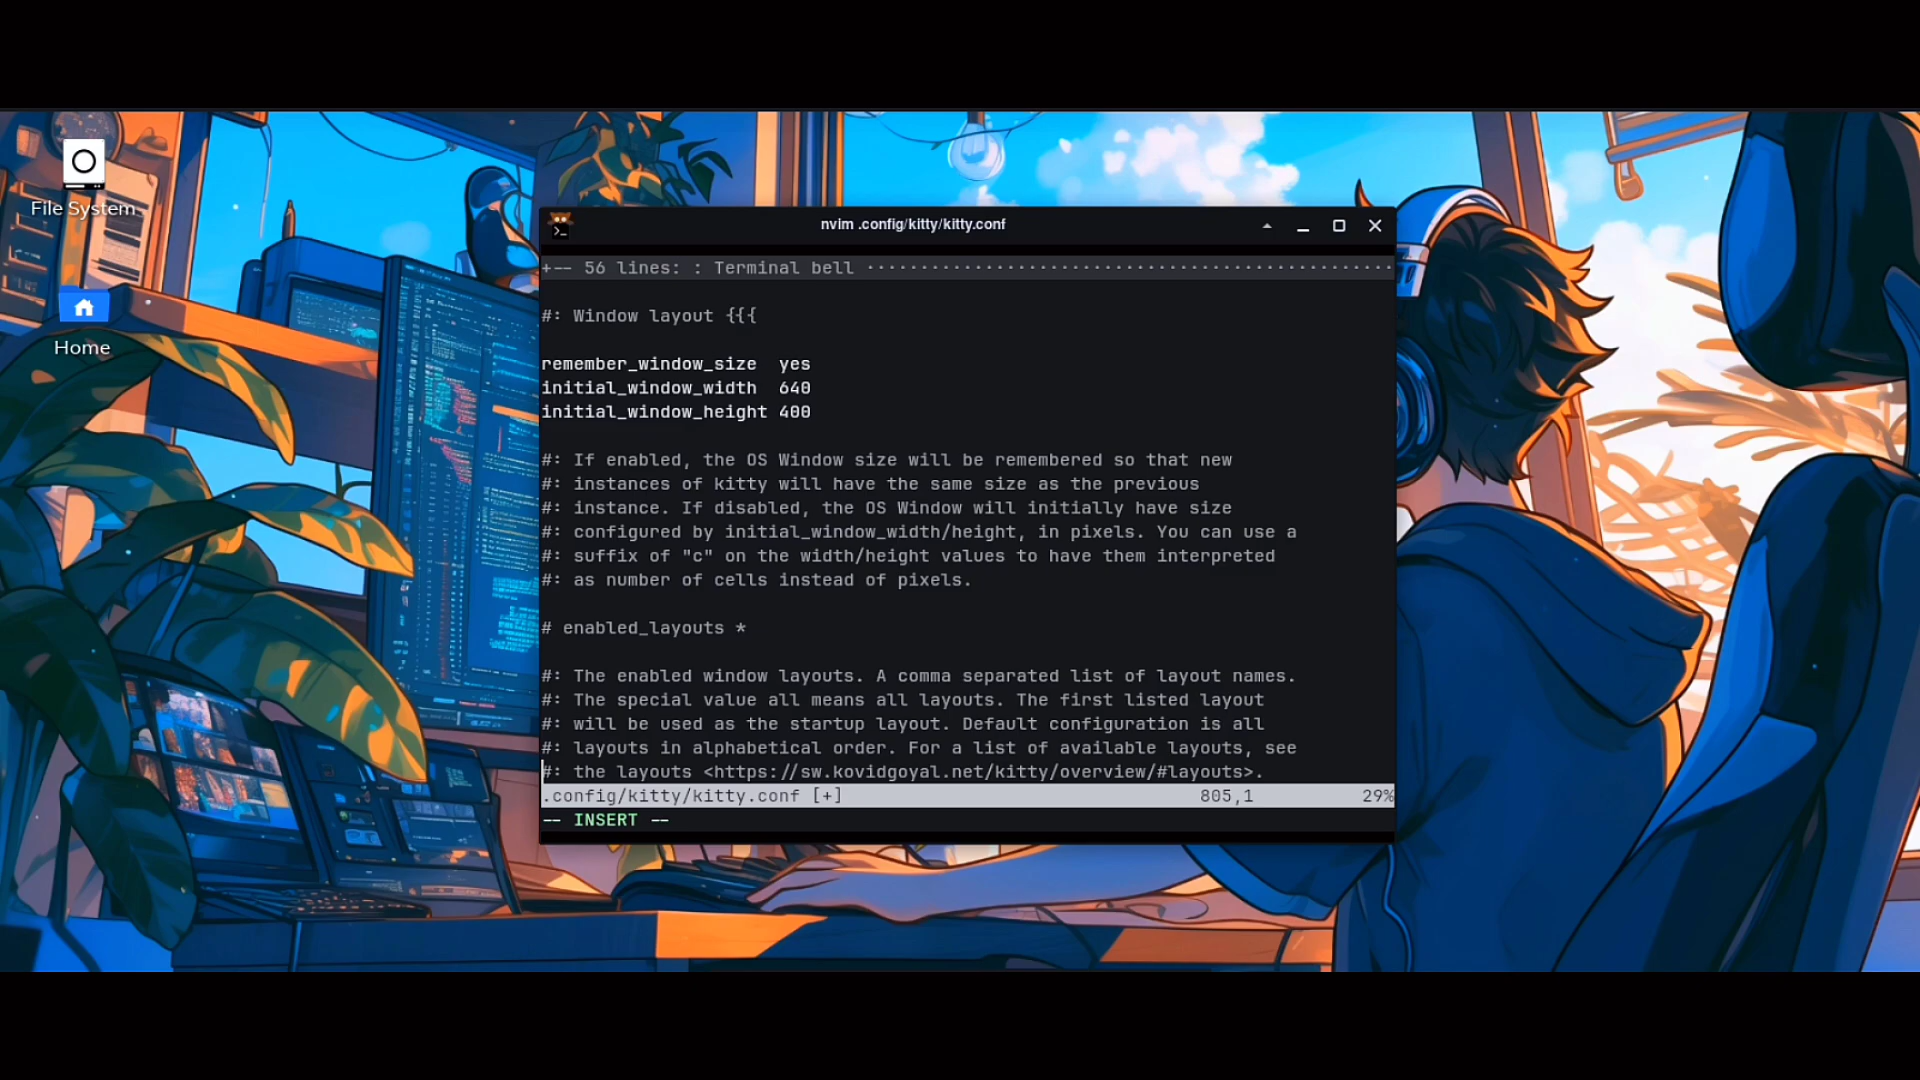 File System
Home
nvim .config/kitty/kitty.conf
+-- 56 lines: : Terminal bell ·················································
#: Window layout {{{
remember_window_size  yes
initial_window_width  640
initial_window_height 400
#: If enabled, the OS Window size will be remembered so that new
#: instances of kitty will have the same size as the previous
#: instance. If disabled, the OS Window will initially have size
#: configured by initial_window_width/height, in pixels. You can use a
#: suffix of "c" on the width/height values to have them interpreted
#: as number of cells instead of pixels.
# enabled_layouts *
#: The enabled window layouts. A comma separated list of layout names.
#: The special value all means all layouts. The first listed layout
#: will be used as the startup layout. Default configuration is all
#: layouts in alphabetical order. For a list of available layouts, see
#: the layouts <https://sw.kovidgoyal.net/kitty/overview/#layouts>.
.config/kitty/kitty.conf [+] 805,1 29%
-- INSERT --